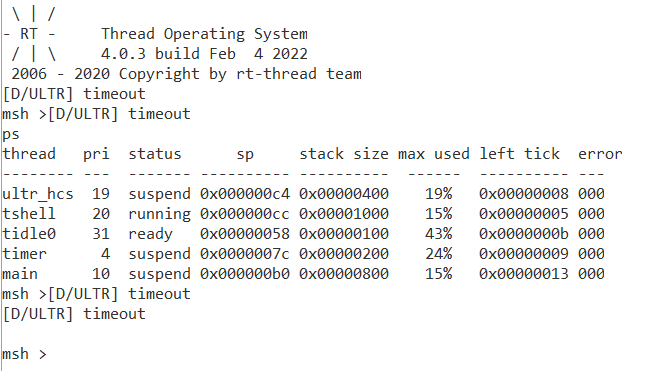 \ | /
- RT -     Thread Operating System
 / | \     4.0.3 build Feb  4 2022
 2006 - 2020 Copyright by rt-thread team
[D/ULTR] timeout
msh >[D/ULTR] timeout
ps
thread   pri  status      sp     stack size max used left tick  error
-------- ---  ------- ---------- ----------  ------  ---------- ---
ultr_hcs  19  suspend 0x000000c4 0x00000400    19%   0x00000008 000
tshell    20  running 0x000000cc 0x00001000    15%   0x00000005 000
tidle0    31  ready   0x00000058 0x00000100    43%   0x0000000b 000
timer      4  suspend 0x0000007c 0x00000200    24%   0x00000009 000
main      10  suspend 0x000000b0 0x00000800    15%   0x00000013 000
msh >[D/ULTR] timeout
[D/ULTR] timeout

msh >